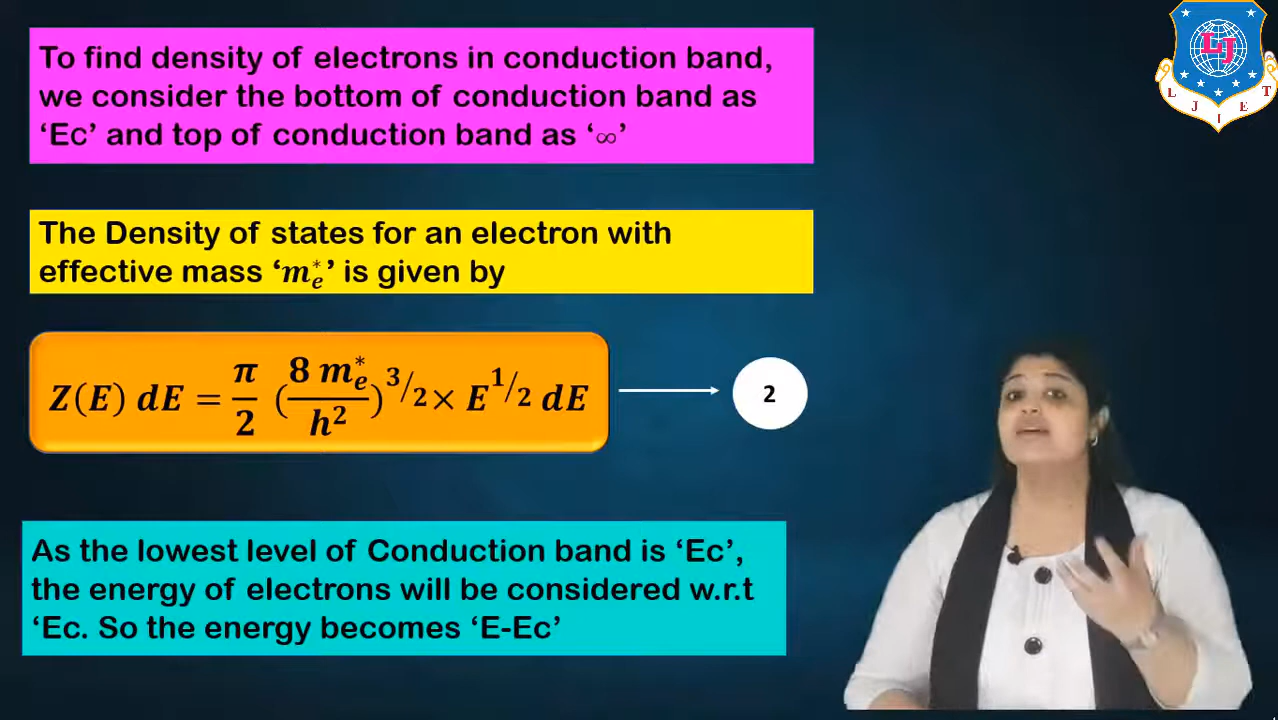 To find density of electrons in conduction band,
we consider the bottom of conduction band as
‘Ec’ and top of conduction band as ‘∞’
The Density of states for an electron with
effective mass ‘mₑ*’ is given by
Z(E) dE = π/2 (8 mₑ*/h²)^3/2 × E^1/2 dE
2
As the lowest level of Conduction band is ‘Ec’,
the energy of electrons will be considered w.r.t
‘Ec. So the energy becomes ‘E-Ec’
LJ
L J I E T